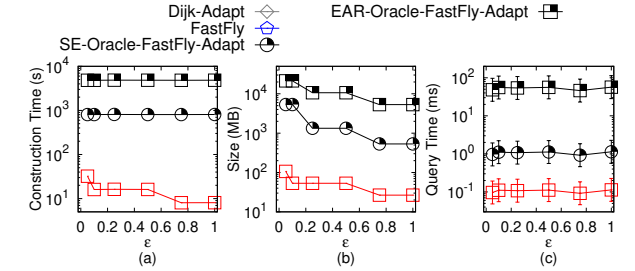 Dijk-Adapt
FastFly
SE-Oracle-FastFly-Adapt
EAR-Oracle-FastFly-Adapt
Construction Time (s)
10^4
10^3
10^2
10^1
0 0.2 0.4 0.6 0.8 1
ε
(a)
Size (MB)
10^4
10^3
10^2
10^1
0 0.2 0.4 0.6 0.8 1
ε
(b)
Query Time (ms)
10^2
10^1
10^0
10^-1
0 0.2 0.4 0.6 0.8 1
ε
(c)